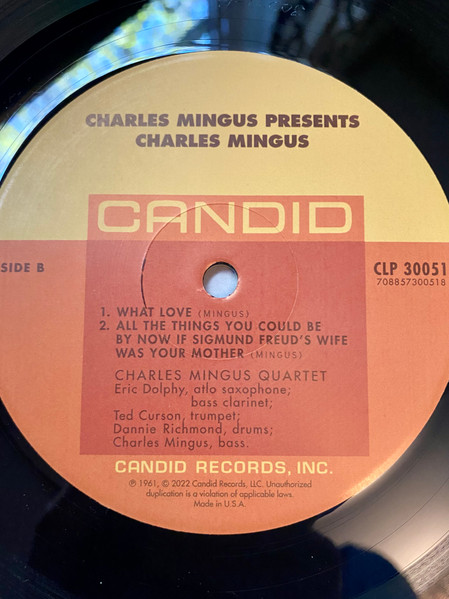 CHARLES MINGUS PRESENTS
CHARLES MINGUS
CANDID
SIDE B
CLP 30051
708857300518
1. WHAT LOVE (MINGUS)
2. ALL THE THINGS YOU COULD BE
BY NOW IF SIGMUND FREUD'S WIFE
WAS YOUR MOTHER (MINGUS)
CHARLES MINGUS QUARTET
Eric Dolphy, atlo saxophone;
bass clarinet;
Ted Curson, trumpet;
Dannie Richmond, drums;
Charles Mingus, bass.
CANDID RECORDS, INC.
℗ 1961, © 2022 Candid Records, LLC. Unauthorized
duplication is a violation of applicable laws.
Made in U.S.A.